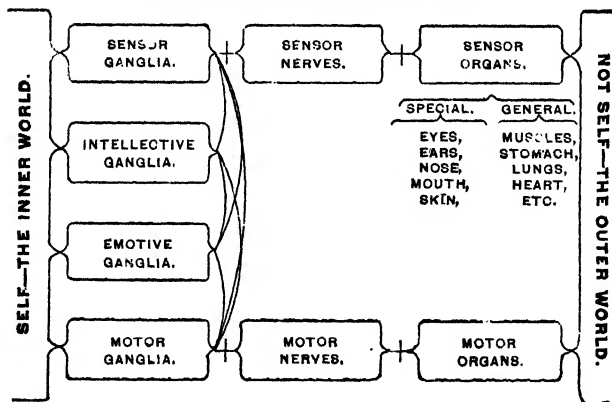 SELF—THE INNER WORLD.
SENSOR
GANGLIA.
SENSOR
NERVES.
SENSOR
ORGANS.
SPECIAL.
EYES,
EARS,
NOSE,
MOUTH,
SKIN,
GENERAL.
MUSCLES,
STOMACH,
LUNGS,
HEART,
ETC.
INTELLECTIVE
GANGLIA.
EMOTIVE
GANGLIA.
MOTOR
GANGLIA.
MOTOR
NERVES.
MOTOR
ORGANS.
NOT SELF—THE OUTER WORLD.